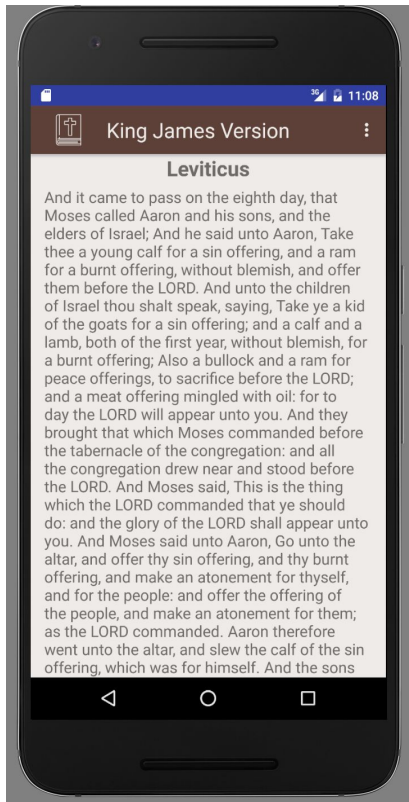 3G 11:08
King James Version
Leviticus
And it came to pass on the eighth day, that
Moses called Aaron and his sons, and the
elders of Israel; And he said unto Aaron, Take
thee a young calf for a sin offering, and a ram
for a burnt offering, without blemish, and offer
them before the LORD. And unto the children
of Israel thou shalt speak, saying, Take ye a kid
of the goats for a sin offering; and a calf and a
lamb, both of the first year, without blemish, for
a burnt offering; Also a bullock and a ram for
peace offerings, to sacrifice before the LORD;
and a meat offering mingled with oil: for to
day the LORD will appear unto you. And they
brought that which Moses commanded before
the tabernacle of the congregation: and all
the congregation drew near and stood before
the LORD. And Moses said, This is the thing
which the LORD commanded that ye should
do: and the glory of the LORD shall appear unto
you. And Moses said unto Aaron, Go unto the
altar, and offer thy sin offering, and thy burnt
offering, and make an atonement for thyself,
and for the people: and offer the offering of
the people, and make an atonement for them;
as the LORD commanded. Aaron therefore
went unto the altar, and slew the calf of the sin
offering, which was for himself. And the sons